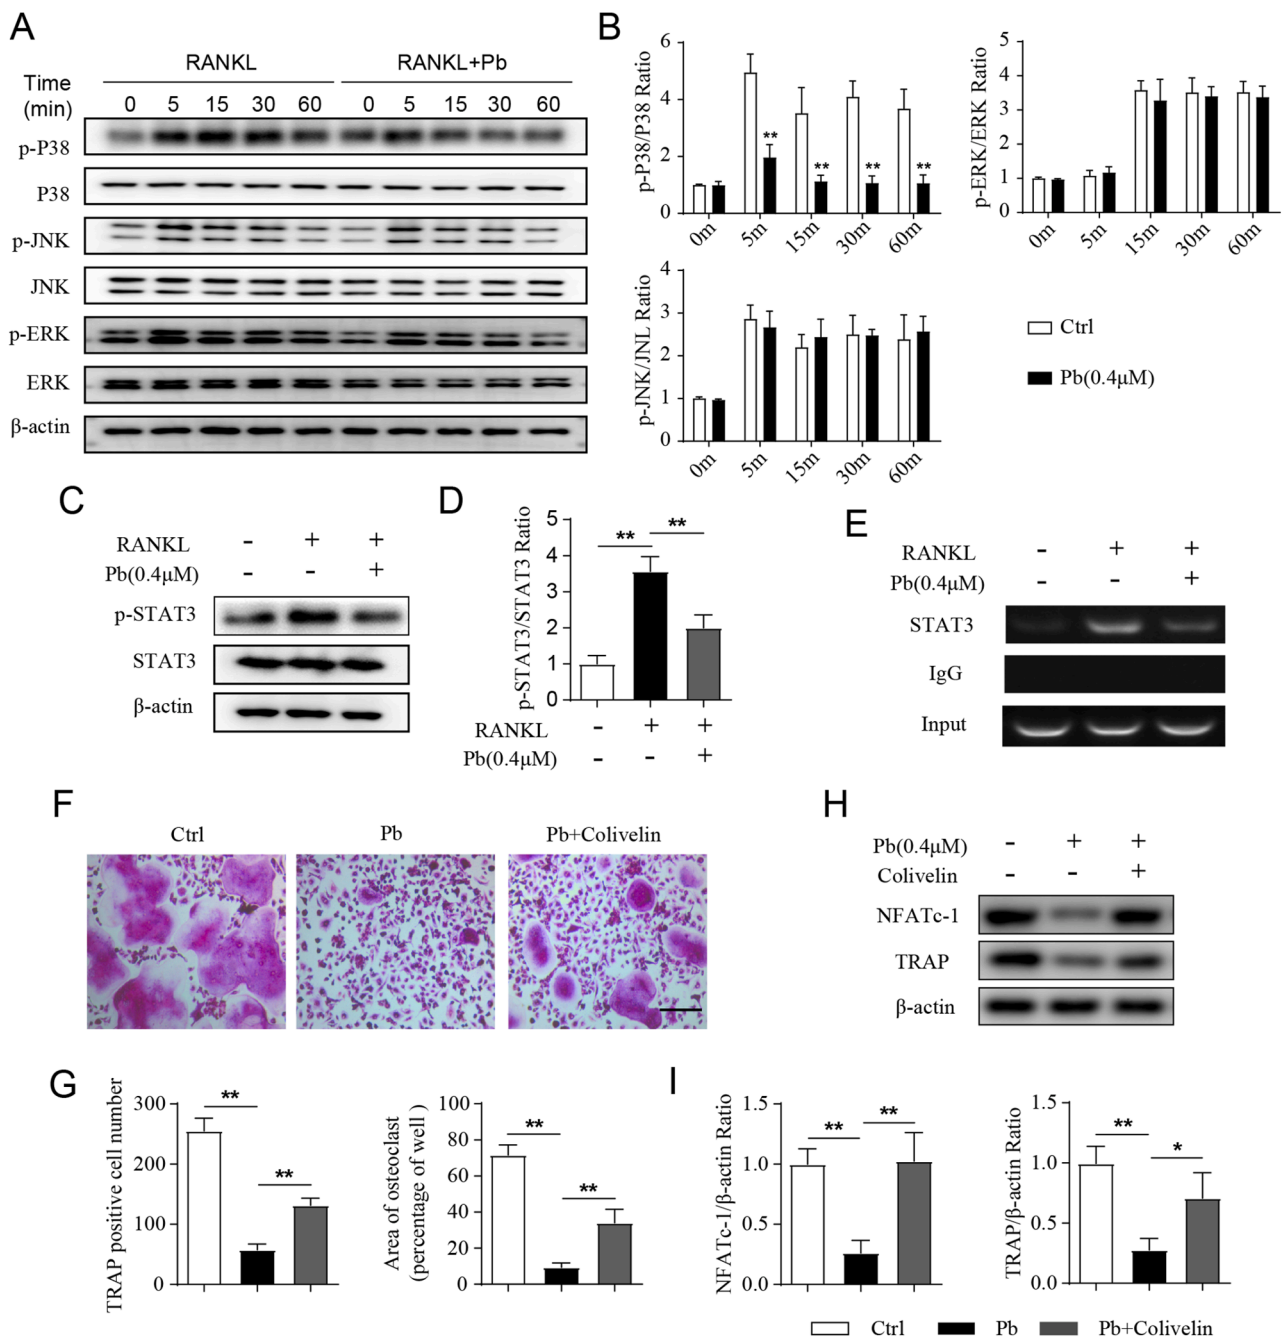 A
RANKL RANKL+Pb
Time (min) 0 5 15 30 60 0 5 15 30 60
p-P38
P38
p-JNK
JNK
p-ERK
ERK
β-actin
B
p-P38/P38 Ratio
6
4
2
0
** ** ** **
0m 5m 15m 30m 60m
p-ERK/ERK Ratio
5
4
3
2
1
0
0m 5m 15m 30m 60m
p-JNK/JNL Ratio
4
3
2
1
0
0m 5m 15m 30m 60m
Ctrl
Pb(0.4μM)
C
RANKL - + +
Pb(0.4μM) - - +
p-STAT3
STAT3
β-actin
D
p-STAT3/STAT3 Ratio
5
4
3
2
1
0
** **
RANKL - + +
Pb(0.4μM) - - +
E
RANKL - + +
Pb(0.4μM) - - +
STAT3
IgG
Input
F
Ctrl Pb Pb+Colivelin
H
Pb(0.4μM) - + +
Colivelin - - +
NFATc-1
TRAP
β-actin
G
TRAP positive cell number
300
200
100
0
** **
Area of osteoclast
(percentage of well )
100
80
60
40
20
0
** **
I
NFATc-1/β-actin Ratio
1.5
1.0
0.5
0.0
** **
TRAP/β-actin Ratio
1.5
1.0
0.5
0.0
** *
Ctrl Pb Pb+Colivelin